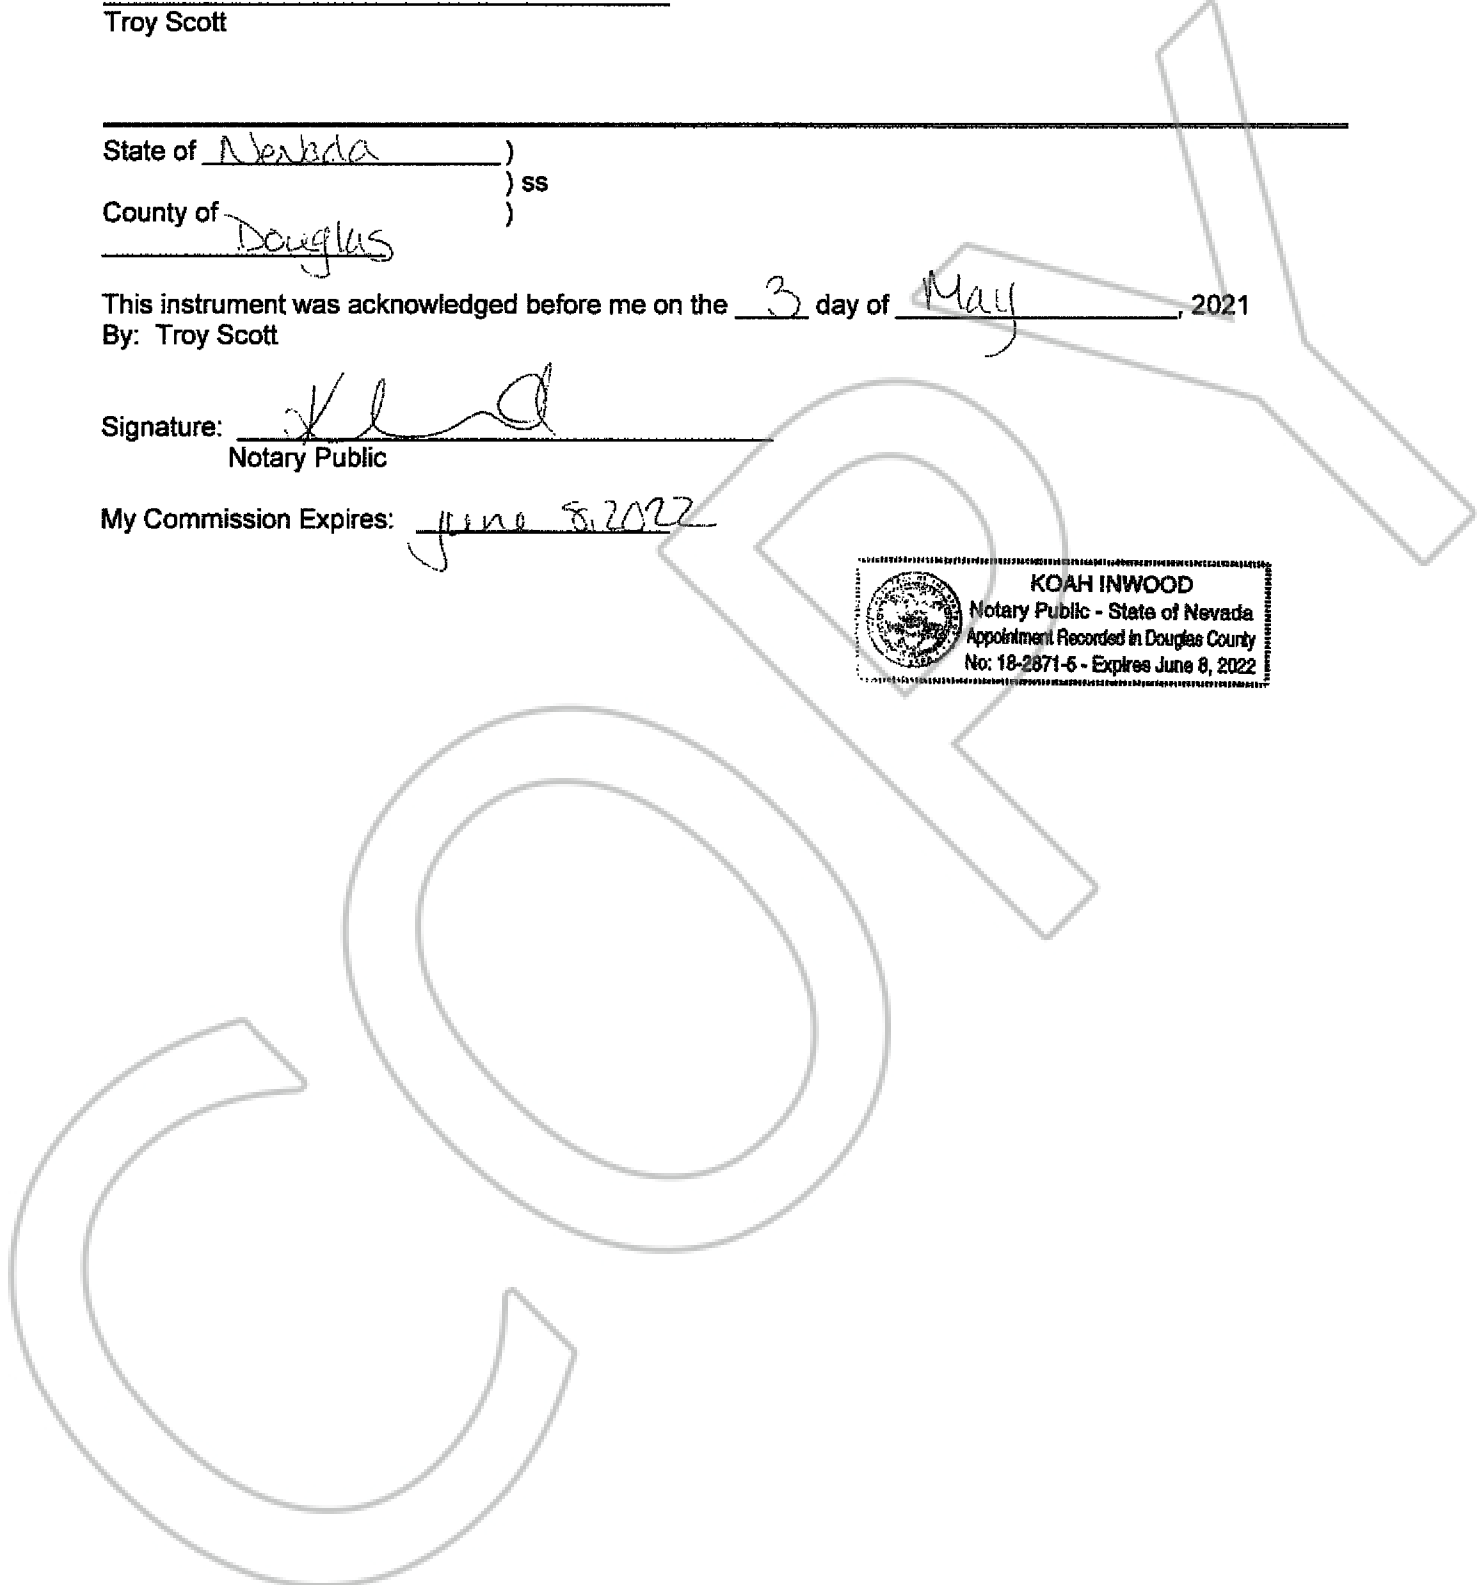 Troy Scott
State of Nevada )
) ss
County of )
Douglas
This instrument was acknowledged before me on the 3 day of May, 2021
By: Troy Scott
Signature:
Notary Public
My Commission Expires: June 8, 2022
KOAH INWOOD
Notary Public - State of Nevada
Appointment Recorded in Douglas County
No: 18-2871-5 - Expires June 8, 2022
COPY